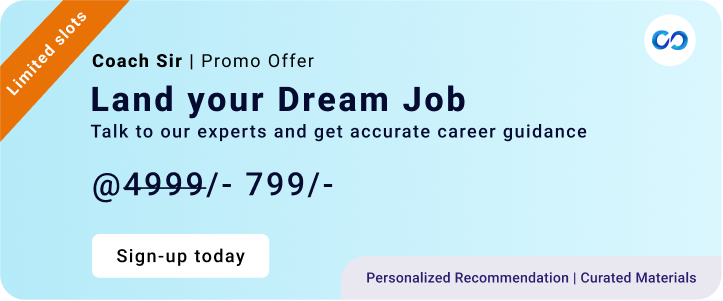 Limited slots
Coach Sir | Promo Offer
Land your Dream Job
Talk to our experts and get accurate career guidance
@4999/- 799/-
Sign-up today
Personalized Recommendation | Curated Materials